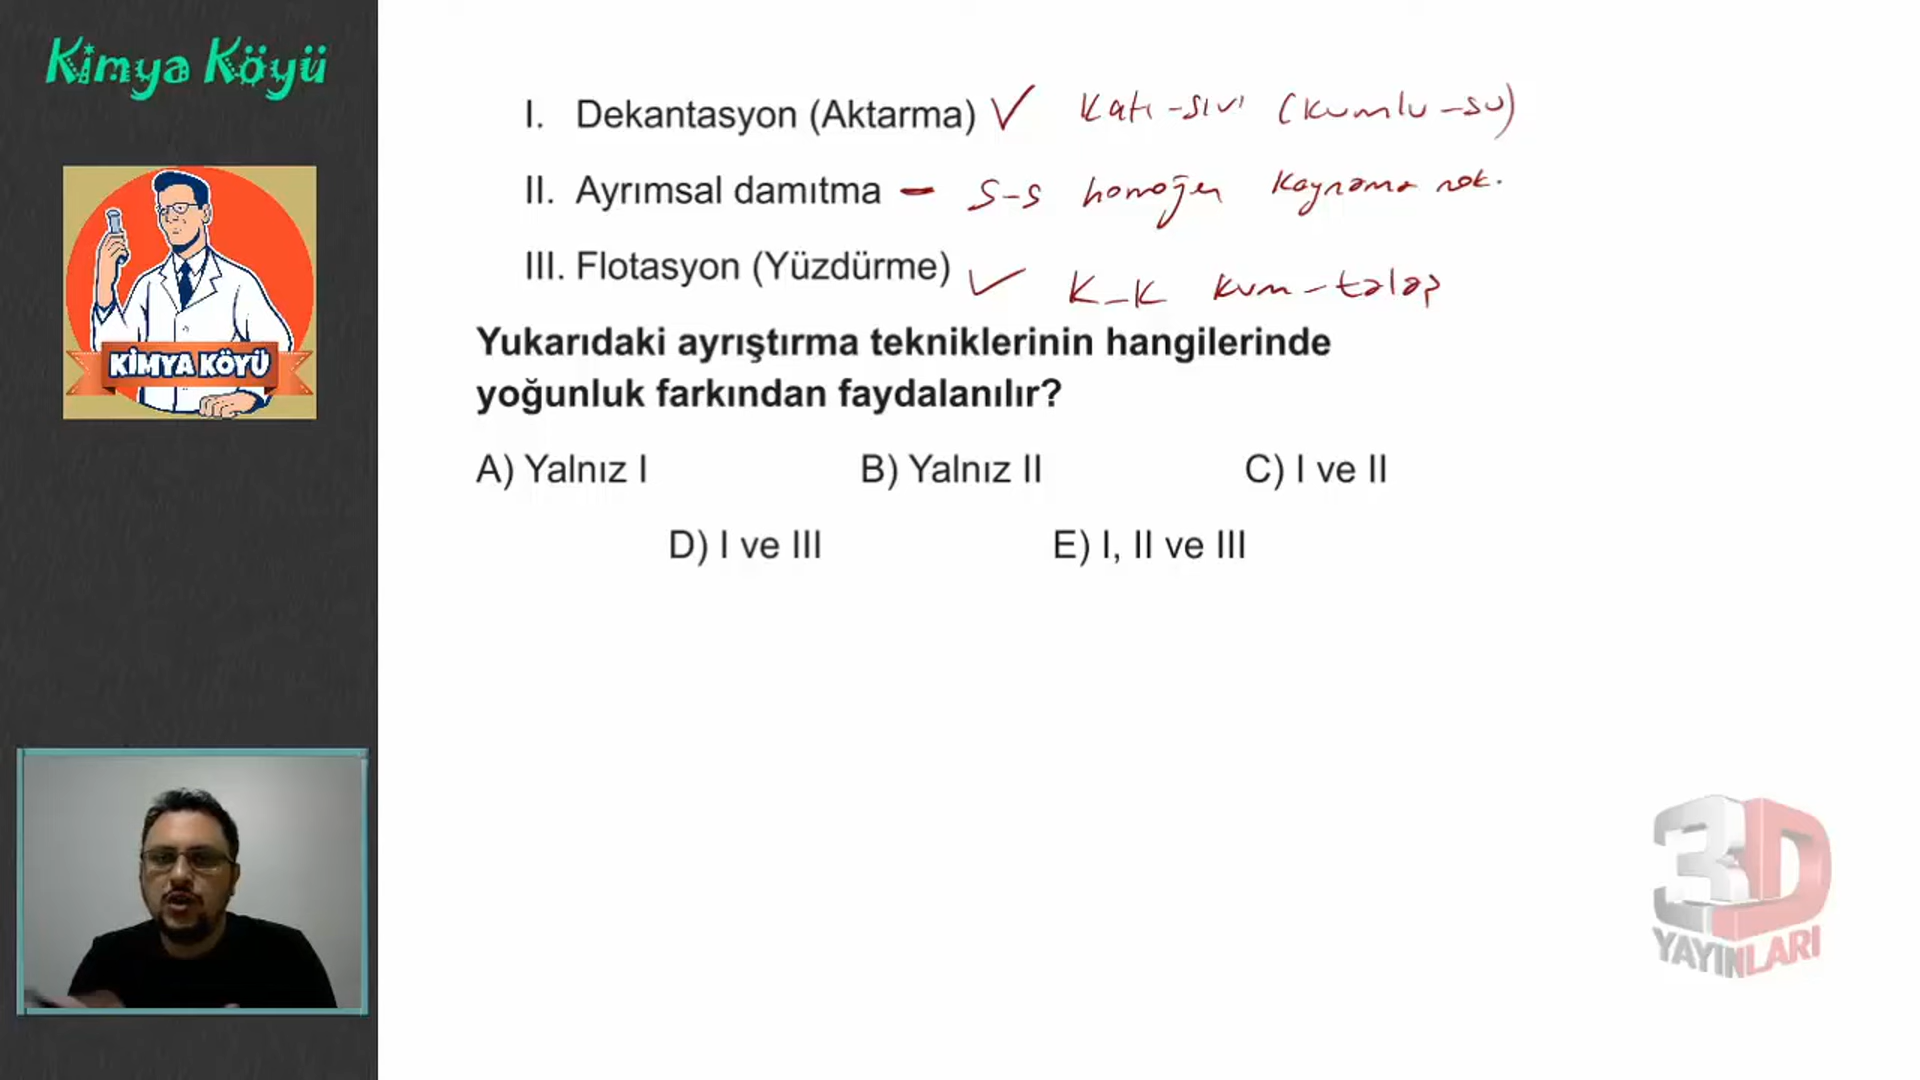 Kimya Köyü
KİMYA KÖYÜ
I. Dekantasyon (Aktarma) ✓ Katı-sıvı (kumlu-su)
II. Ayrımsal damıtma - S-S homojen Kaynama nok.
III. Flotasyon (Yüzdürme) ✓ K-K kum-talaş
Yukarıdaki ayrıştırma tekniklerinin hangilerinde
yoğunluk farkından faydalanılır?
A) Yalnız I B) Yalnız II C) I ve II
D) I ve III E) I, II ve III
3D
YAYINLARI